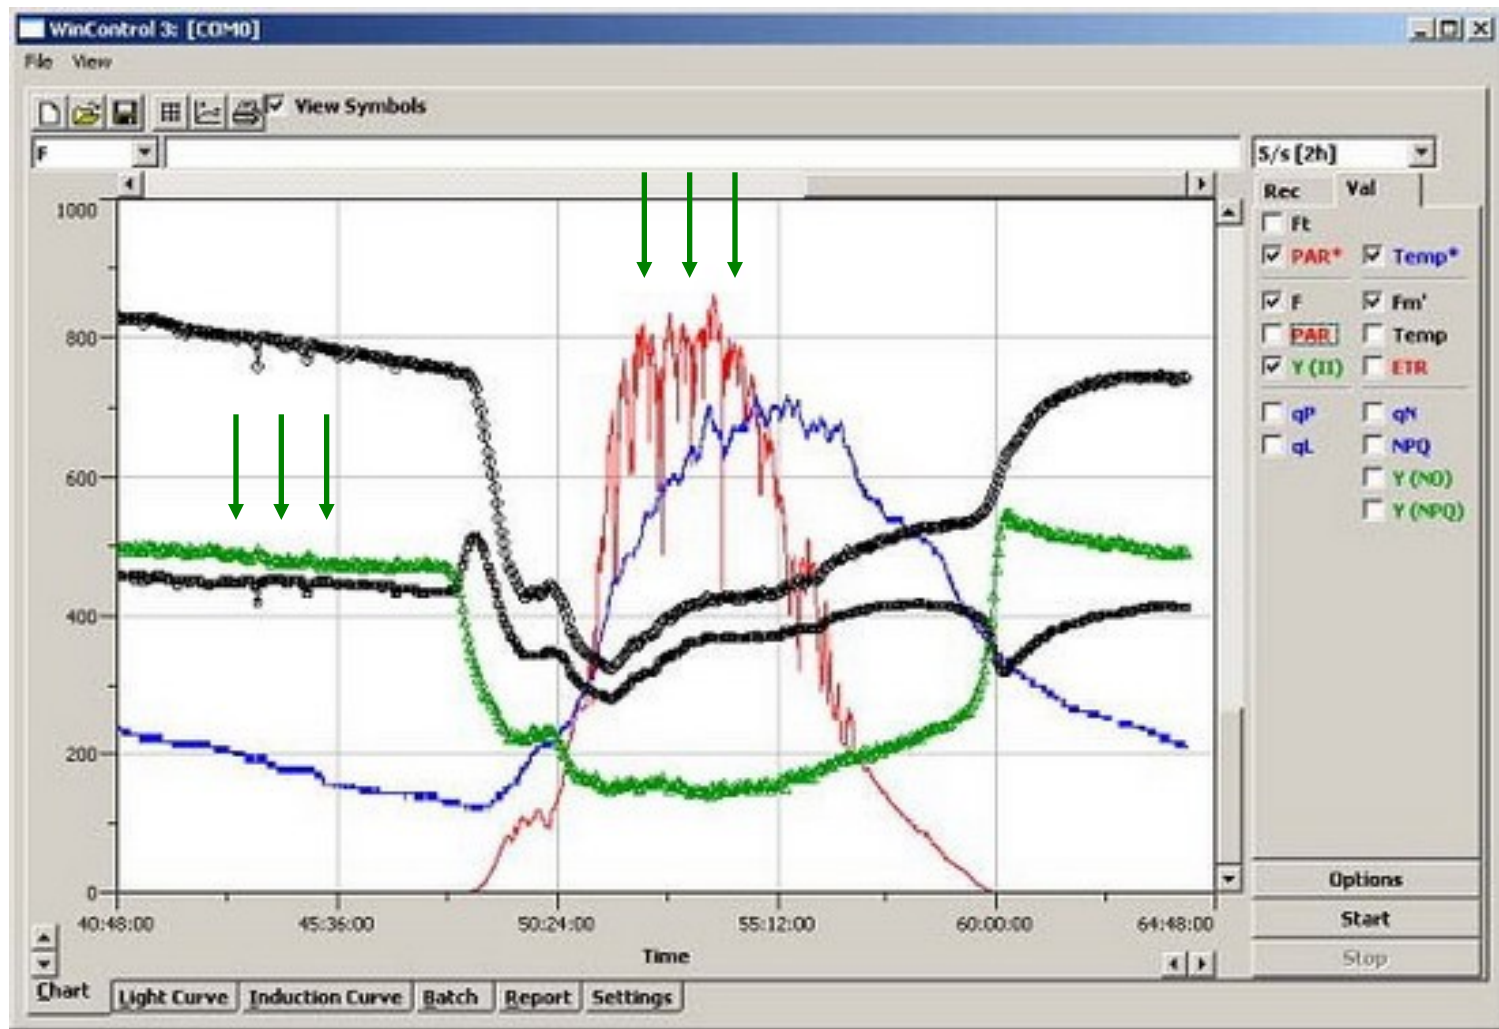 WinControl 3: [COM0]
File View
View Symbols
F
S/s [2h]
Rec Val
Ft
PAR* Temp*
F Fm'
PAR Temp
Y (II) ETR
qP qN
qL NPQ
Y (NO)
Y (NPQ)
1000
800
600
400
200
0
40:48:00 45:36:00 50:24:00 55:12:00 60:00:00 64:48:00
Time
Options
Start
Stop
Chart Light Curve Induction Curve Batch Report Settings